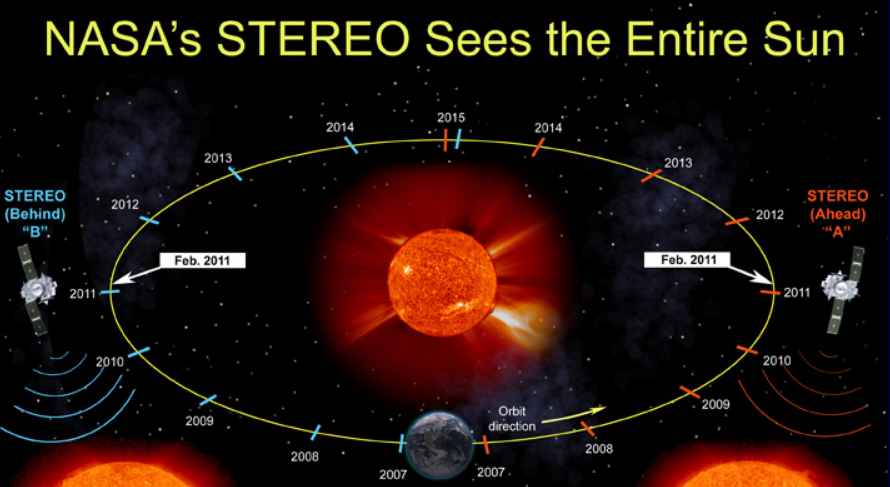 NASA's STEREO Sees the Entire Sun
2015
2014
2014
2013
2013
STEREO
(Behind)
"B"
STEREO
(Ahead)
"A"
2012
2012
Feb. 2011
Feb. 2011
2011
2011
2010
2010
2009
2009
Orbit
direction
2008
2008
2007
2007